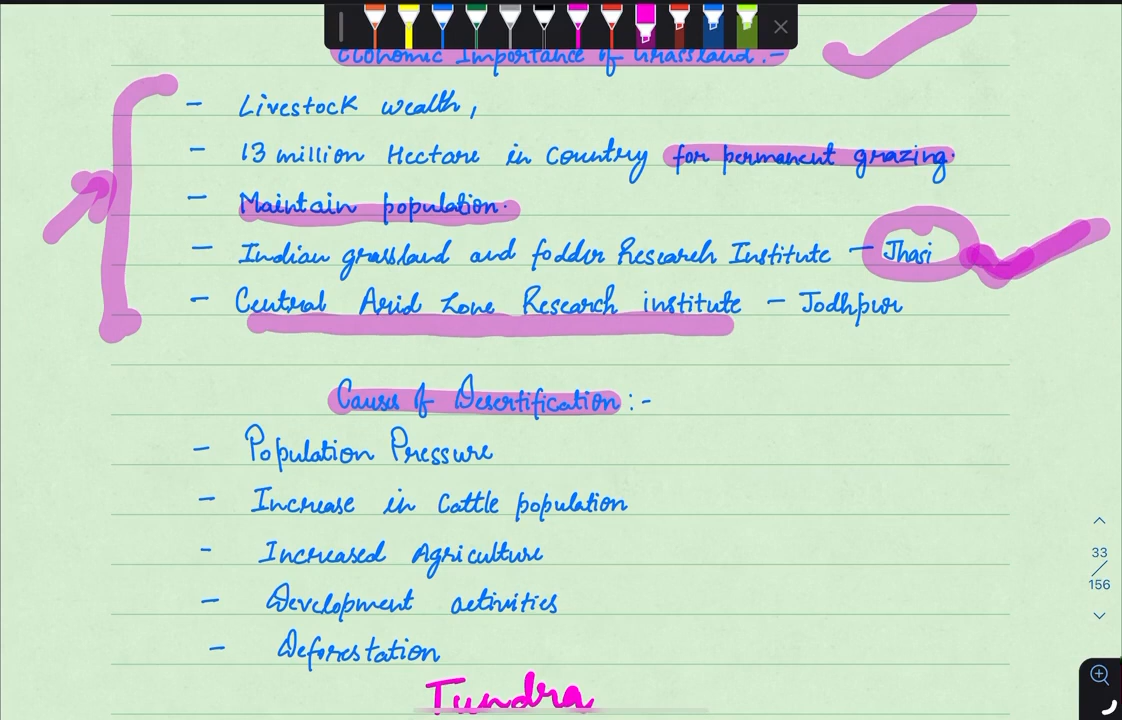 Economic Importance of Grassland :-
- Livestock wealth,
- 13 million Hectare in Country for permanent grazing.
- Maintain population.
- Indian grassland and fodder Research Institute - Jhasi
- Central Arid Zone Research institute - Jodhpur
Causes of Desertification :-
- Population Pressure
- Increase in Cattle population
- Increased Agriculture
- Development activities
- Deforestation
Tundra
33
156